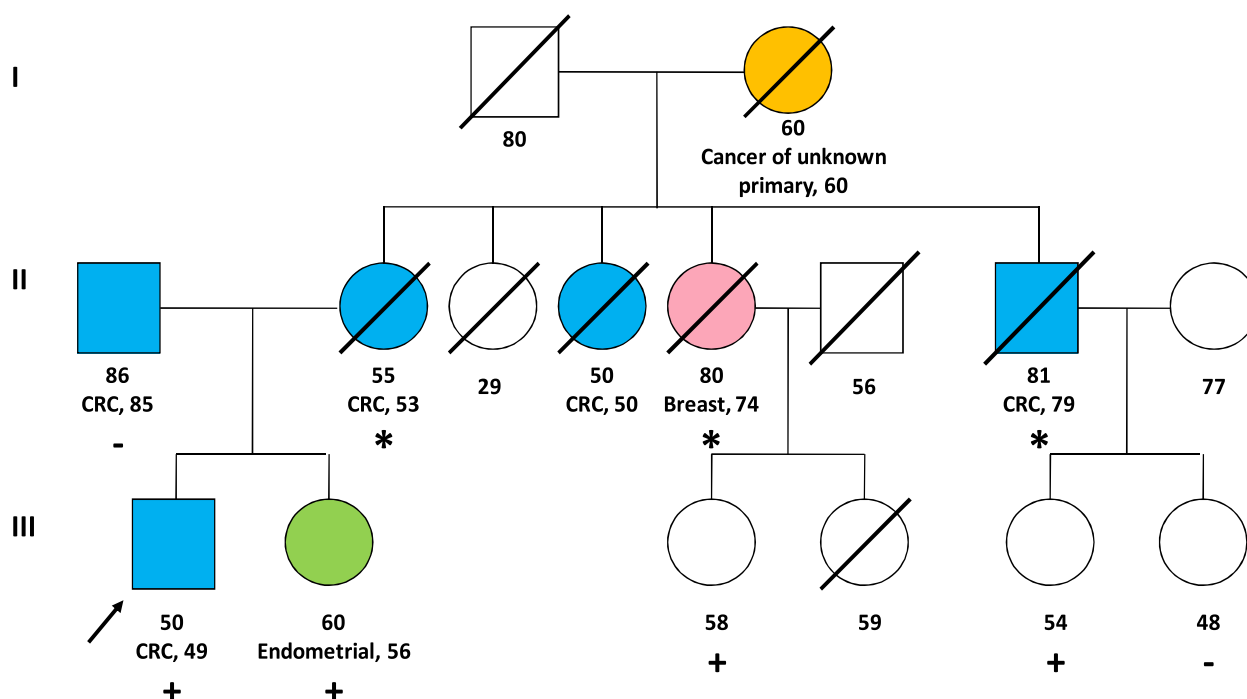 I
80
60
Cancer of unknown
primary, 60
II
86
CRC, 85
-
55
CRC, 53
*
29
50
CRC, 50
80
Breast, 74
*
56
81
CRC, 79
*
77
III
50
CRC, 49
+
60
Endometrial, 56
+
58
+
59
54
+
48
-